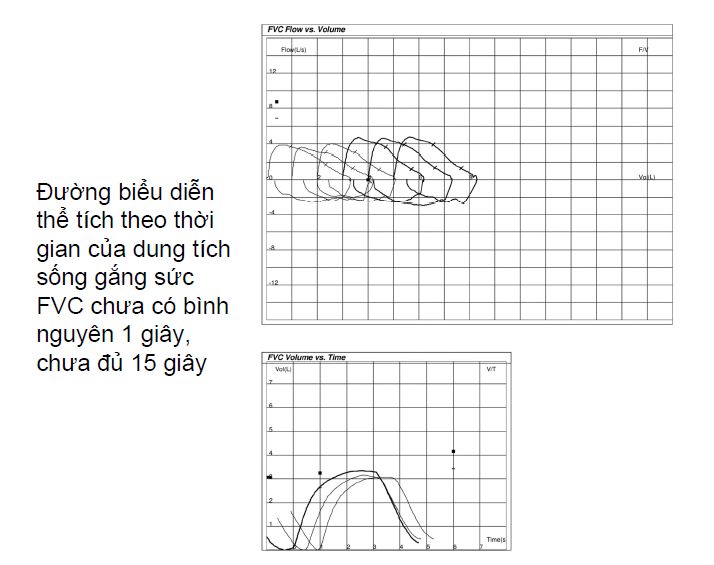 FVC Flow vs. Volume
Flow(L/s)
F/V
12
8
4
2
0
Vol(L)
-4
-8
-12
Đường biểu diễn
thể tích theo thời
gian của dung tích
sống gắng sức
FVC chưa có bình
nguyên 1 giây,
chưa đủ 15 giây
FVC Volume vs. Time
Vol(L)
V/T
7
6
5
4
3
2
1
1
2
3
4
5
6
7
Time(s